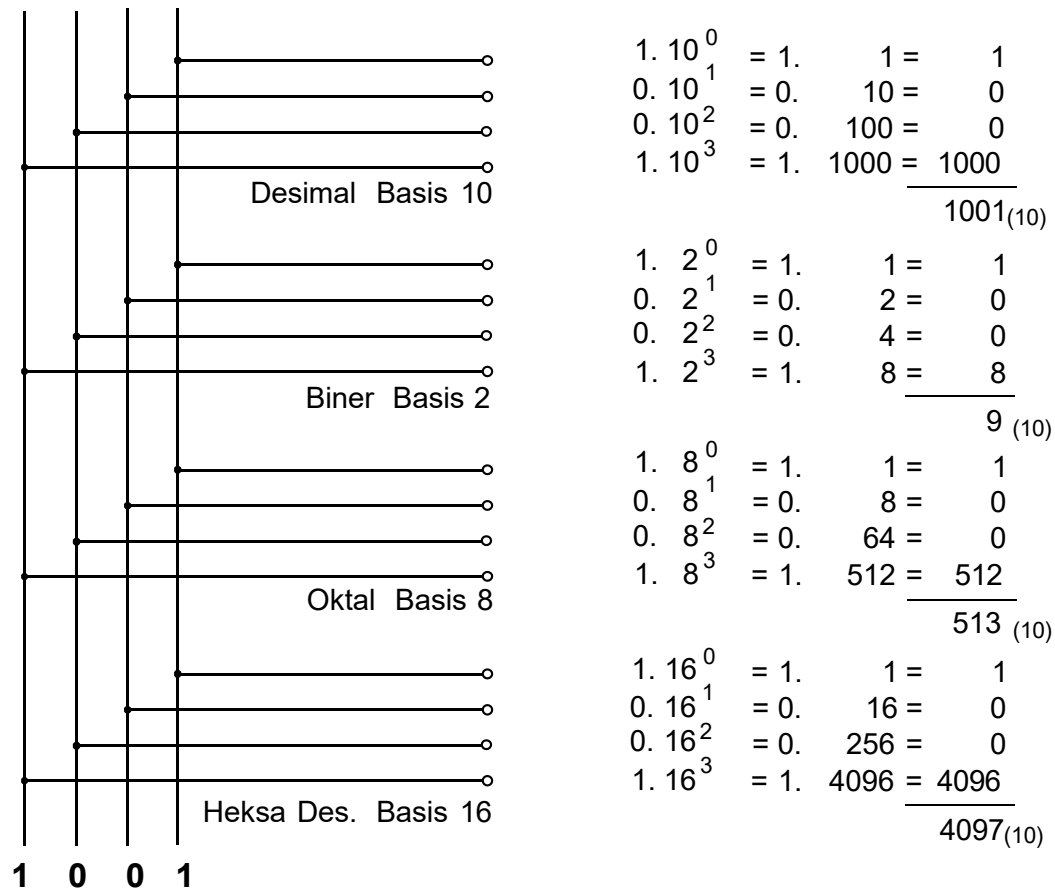 1. 10 0 = 1. 1 = 1
0. 10 1 = 0. 10 = 0
0. 10 2 = 0. 100 = 0
1. 10 3 = 1. 1000 = 1000
Desimal Basis 10
1001(10)
1. 2 0 = 1. 1 = 1
0. 2 1 = 0. 2 = 0
0. 2 2 = 0. 4 = 0
1. 2 3 = 1. 8 = 8
Biner Basis 2
9 (10)
1. 8 0 = 1. 1 = 1
0. 8 1 = 0. 8 = 0
0. 8 2 = 0. 64 = 0
1. 8 3 = 1. 512 = 512
Oktal Basis 8
513 (10)
1. 16 0 = 1. 1 = 1
0. 16 1 = 0. 16 = 0
0. 16 2 = 0. 256 = 0
1. 16 3 = 1. 4096 = 4096
Heksa Des. Basis 16
4097(10)
1 0 0 1